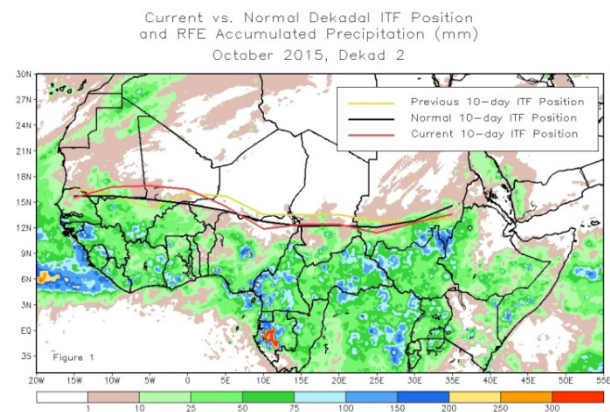 Current vs. Normal Dekadal ITF Position
and RFE Accumulated Precipitation (mm)
October 2015, Dekad 2
30N
27N
24N
21N
18N
15N
12N
9N
6N
3N
EQ
3S
Previous 10-day ITF Position
Normal 10-day ITF Position
Current 10-day ITF Position
Figure 1
20W 15W 10W 5W 0 5E 10E 15E 20E 25E 30E 35E 40E 45E 50E 55E
1 10 25 50 75 100 150 200 250 300